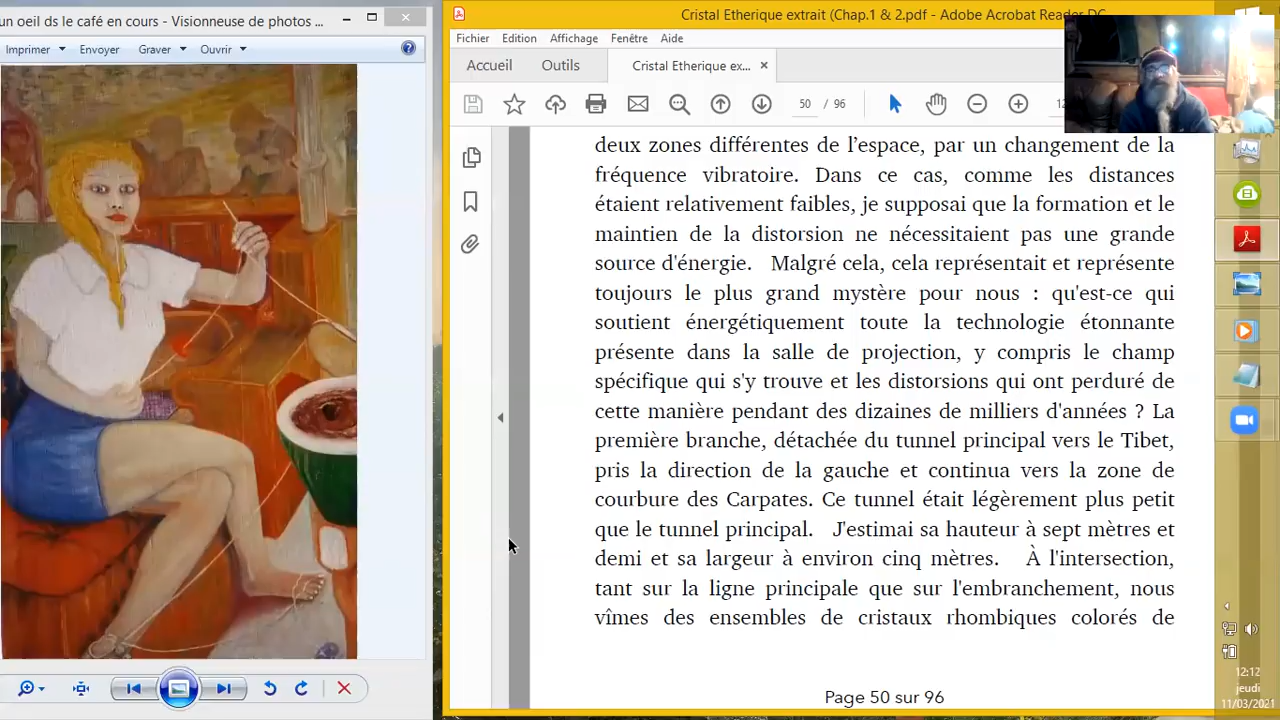 un oeil ds le café en cours - Visionneuse de photos ...
Imprimer
Envoyer
Graver
Ouvrir
Cristal Etherique extrait (Chap.1 & 2.pdf - Adobe Acrobat Reader DC
Fichier Edition Affichage Fenêtre Aide
Accueil
Outils
Cristal Etherique ex...
50 / 96
deux zones différentes de l'espace, par un changement de la
fréquence vibratoire. Dans ce cas, comme les distances
étaient relativement faibles, je supposai que la formation et le
maintien de la distorsion ne nécessitaient pas une grande
source d'énergie. Malgré cela, cela représentait et représente
toujours le plus grand mystère pour nous : qu'est-ce qui
soutient énergétiquement toute la technologie étonnante
présente dans la salle de projection, y compris le champ
spécifique qui s'y trouve et les distorsions qui ont perduré de
cette manière pendant des dizaines de milliers d'années ? La
première branche, détachée du tunnel principal vers le Tibet,
pris la direction de la gauche et continua vers la zone de
courbure des Carpates. Ce tunnel était légèrement plus petit
que le tunnel principal. J'estimai sa hauteur à sept mètres et
demi et sa largeur à environ cinq mètres. À l'intersection,
tant sur la ligne principale que sur l'embranchement, nous
vîmes des ensembles de cristaux rhombiques colorés de
Page 50 sur 96
12:12
jeudi
11/03/2021